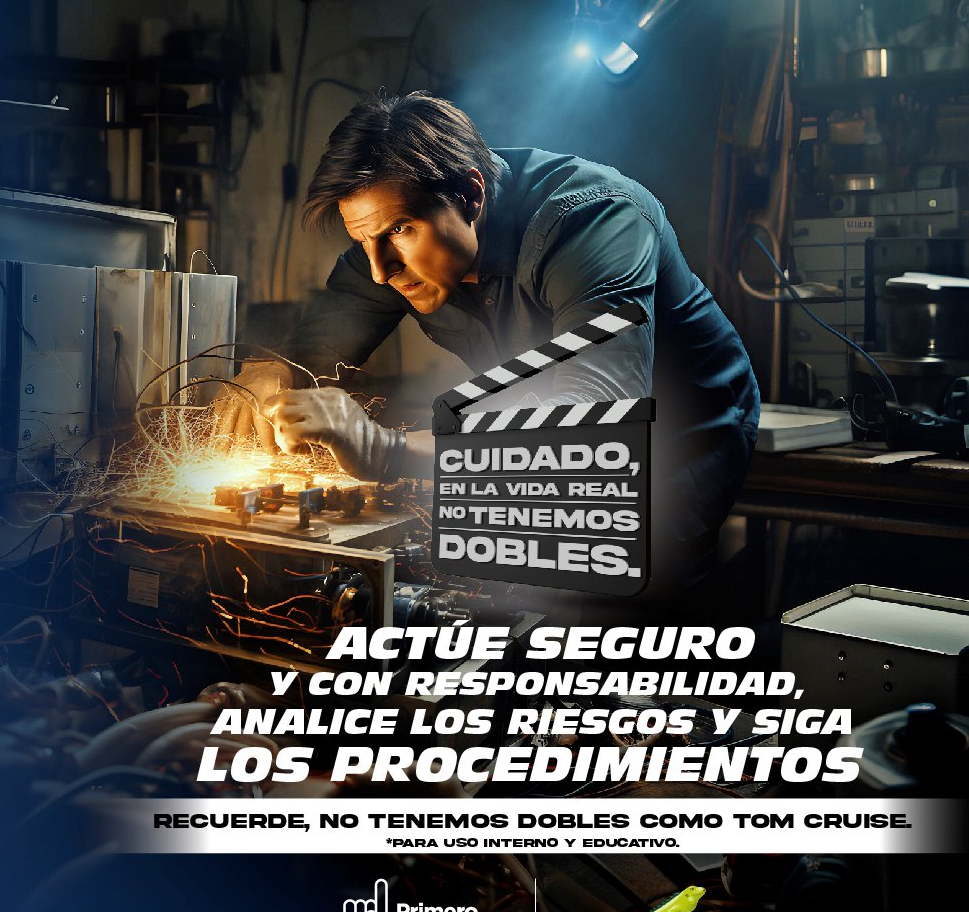 CUIDADO,
EN LA VIDA REAL
NO TENEMOS
DOBLES.
ACTÚE SEGURO
Y CON RESPONSABILIDAD,
ANALICE LOS RIESGOS Y SIGA
LOS PROCEDIMIENTOS
RECUERDE, NO TENEMOS DOBLES COMO TOM CRUISE.
*PARA USO INTERNO Y EDUCATIVO.
Primero